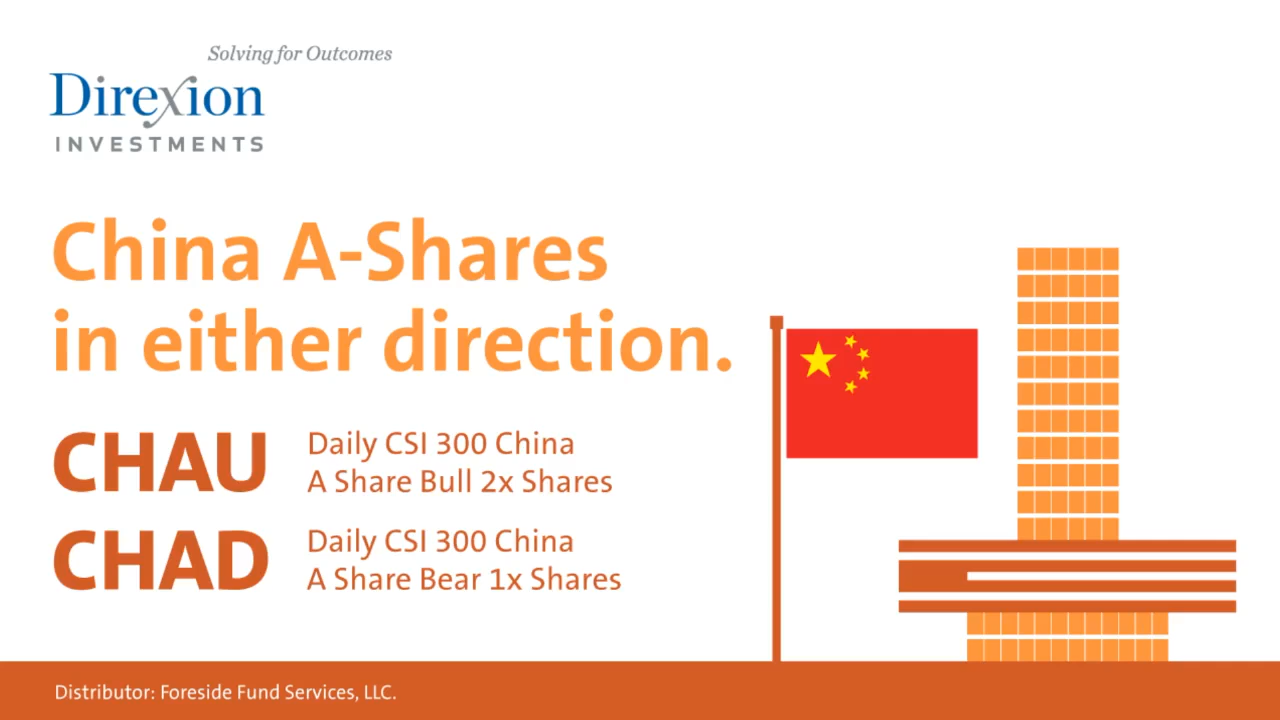 Solving for Outcomes
Direxion
INVESTMENTS
China A-Shares
in either direction.
CHAU
Daily CSI 300 China
A Share Bull 2x Shares
CHAD
Daily CSI 300 China
A Share Bear 1x Shares
Distributor: Foreside Fund Services, LLC.